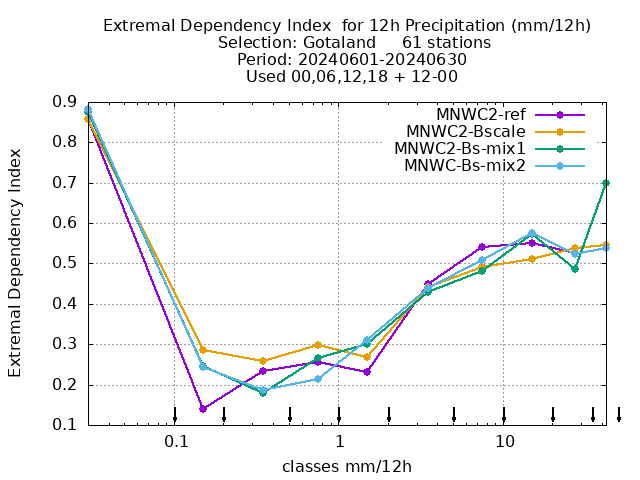 Extremal Dependency Index  for 12h Precipitation (mm/12h)
Selection: Gotaland     61 stations
Period: 20240601-20240630
Used 00,06,12,18 + 12-00
MNWC2-ref
MNWC2-Bscale
MNWC2-Bs-mix1
MNWC-Bs-mix2
Extremal Dependency Index
0.9
0.8
0.7
0.6
0.5
0.4
0.3
0.2
0.1
0.1 1 10
classes mm/12h